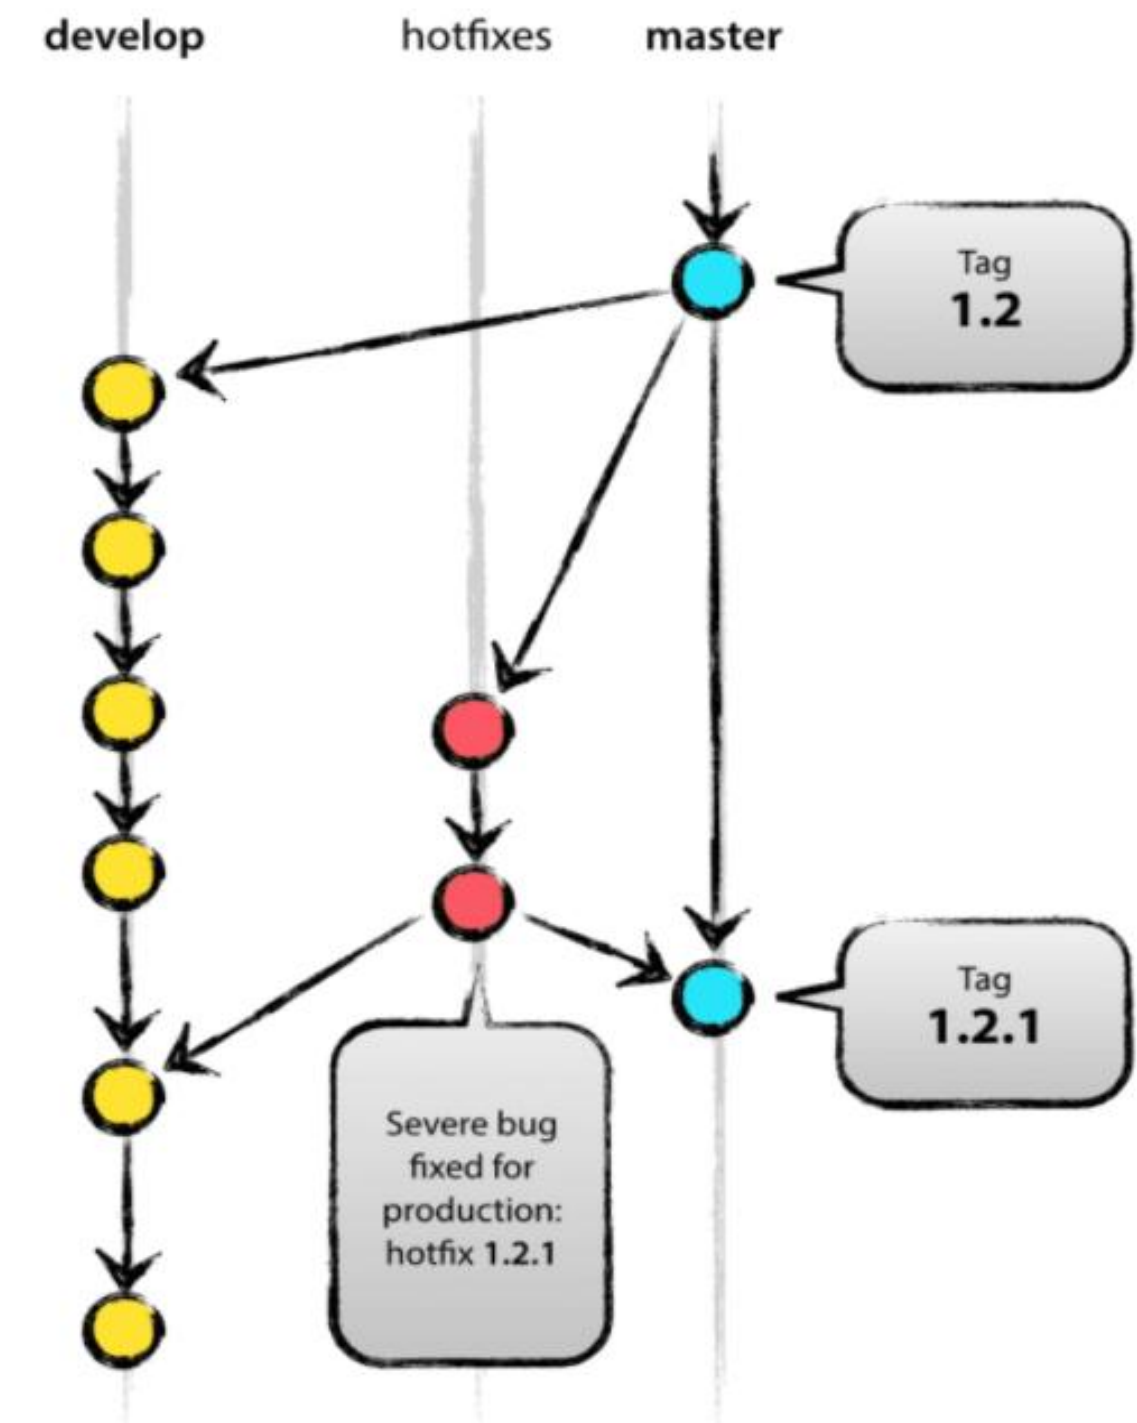 develop
hotfixes
master
Tag
1.2
Tag
1.2.1
Severe bug
fixed for
production:
hotfix 1.2.1